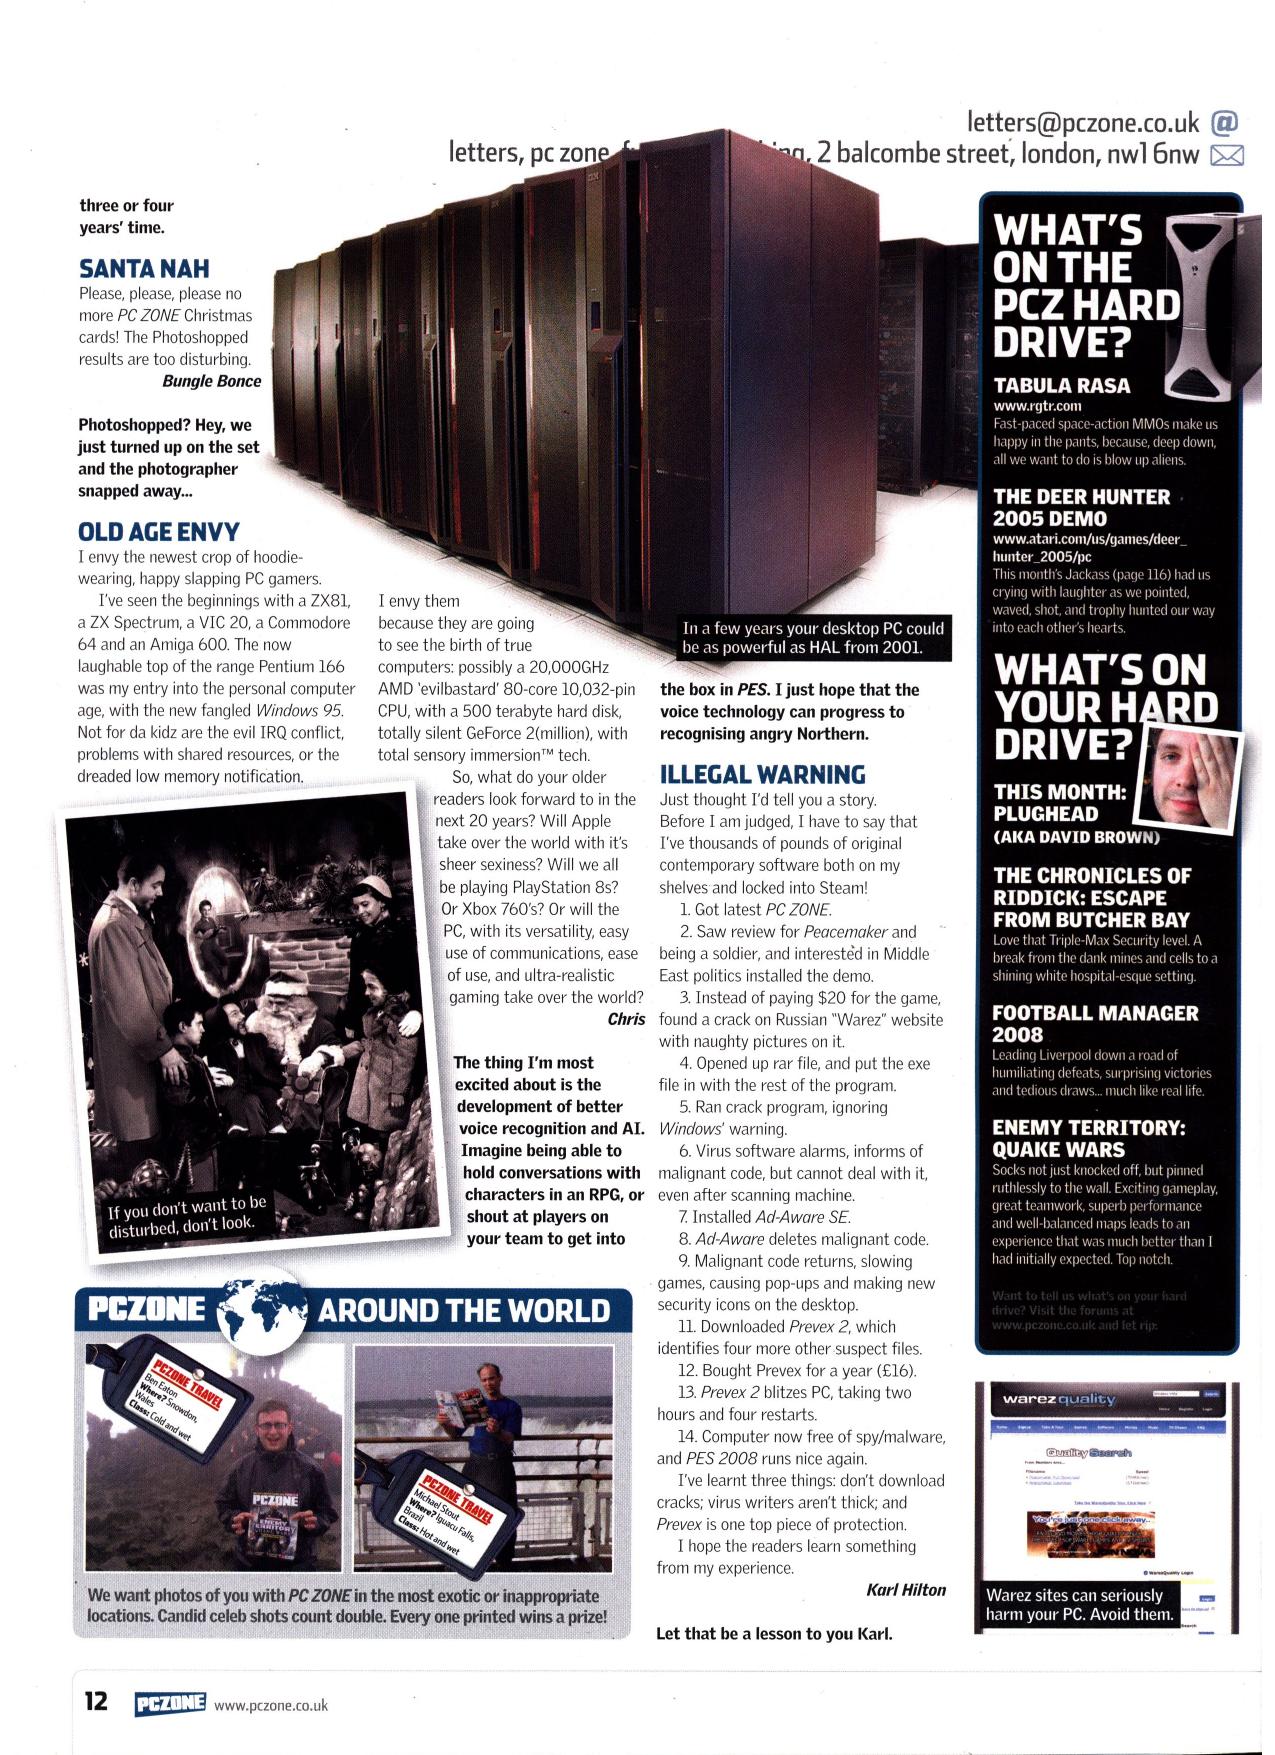 letters@pczone.co.uk
letters, pc zone, 2 balcombe street, london, nw1 6nw
three or four
years' time.
SANTA NAH
Please, please, please no
more PC ZONE Christmas
cards! The Photoshopped
results are too disturbing.
Bungle Bonce
Photoshopped? Hey, we
just turned up on the set
and the photographer
snapped away...
OLD AGE ENVY
I envy the newest crop of hoodie-
wearing, happy slapping PC gamers.
I've seen the beginnings with a ZX81,
a ZX Spectrum, a VIC 20, a Commodore
64 and an Amiga 600. The now
laughable top of the range Pentium 166
was my entry into the personal computer
age, with the new fangled Windows 95.
Not for da kidz are the evil IRQ conflict,
problems with shared resources, or the
dreaded low memory notification.
If you don't want to be
disturbed, don't look.
I envy them
because they are going
to see the birth of true
computers: possibly a 20,000GHz
AMD 'evilbastard' 80-core 10,032-pin
CPU, with a 500 terabyte hard disk,
totally silent GeForce 2(million), with
total sensory immersion™ tech.
So, what do your older
readers look forward to in the
next 20 years? Will Apple
take over the world with it's
sheer sexiness? Will we all
be playing PlayStation 8s?
Or Xbox 760's? Or will the
PC, with its versatility, easy
use of communications, ease
of use, and ultra-realistic
gaming take over the world?
Chris
The thing I'm most
excited about is the
development of better
voice recognition and AI.
Imagine being able to
hold conversations with
characters in an RPG, or
shout at players on
your team to get into
In a few years your desktop PC could
be as powerful as HAL from 2001.
the box in PES. I just hope that the
voice technology can progress to
recognising angry Northern.
ILLEGAL WARNING
Just thought I'd tell you a story.
Before I am judged, I have to say that
I've thousands of pounds of original
contemporary software both on my
shelves and locked into Steam!
1. Got latest PC ZONE.
2. Saw review for Peacemaker and
being a soldier, and interested in Middle
East politics installed the demo.
3. Instead of paying $20 for the game,
found a crack on Russian "Warez" website
with naughty pictures on it.
4. Opened up rar file, and put the exe
file in with the rest of the program.
5. Ran crack program, ignoring
Windows' warning.
6. Virus software alarms, informs of
malignant code, but cannot deal with it,
even after scanning machine.
7. Installed Ad-Aware SE.
8. Ad-Aware deletes malignant code.
9. Malignant code returns, slowing
games, causing pop-ups and making new
security icons on the desktop.
11. Downloaded Prevex 2, which
identifies four more other suspect files.
12. Bought Prevex for a year (£16).
13. Prevex 2 blitzes PC, taking two
hours and four restarts.
14. Computer now free of spy/malware,
and PES 2008 runs nice again.
I've learnt three things: don't download
cracks; virus writers aren't thick; and
Prevex is one top piece of protection.
I hope the readers learn something
from my experience.
Karl Hilton
Let that be a lesson to you Karl.
PCZONE AROUND THE WORLD
PCZONE TRAVEL
Ben Eaton
Where? Snowdon,
Wales
Class: Cold and wet
PCZONE
ENEMY
TERRITORY
PCZONE TRAVEL
Michael Stout
Where? Iguacu Falls,
Brazil
Class: Hot and wet
We want photos of you with PC ZONE in the most exotic or inappropriate
locations. Candid celeb shots count double. Every one printed wins a prize!
WHAT'S
ON THE
PCZ HARD
DRIVE?
TABULA RASA
www.rgtr.com
Fast-paced space-action MMOs make us
happy in the pants, because, deep down,
all we want to do is blow up aliens.
THE DEER HUNTER
2005 DEMO
www.atari.com/us/games/deer_
hunter_2005/pc
This month's Jackass (page 116) had us
crying with laughter as we pointed,
waved, shot, and trophy hunted our way
into each other's hearts.
WHAT'S ON
YOUR HARD
DRIVE?
THIS MONTH:
PLUGHEAD
(AKA DAVID BROWN)
THE CHRONICLES OF
RIDDICK: ESCAPE
FROM BUTCHER BAY
Love that Triple-Max Security level. A
break from the dank mines and cells to a
shining white hospital-esque setting.
FOOTBALL MANAGER
2008
Leading Liverpool down a road of
humiliating defeats, surprising victories
and tedious draws... much like real life.
ENEMY TERRITORY:
QUAKE WARS
Socks not just knocked off, but pinned
ruthlessly to the wall. Exciting gameplay,
great teamwork, superb performance
and well-balanced maps leads to an
experience that was much better than I
had initially expected. Top notch.
Want to tell us what's on your hard
drive? Visit the forums at
www.pczone.co.uk and let rip.
warezquality
Quality Search
You're just one click away...
WarezQuality Login
Warez sites can seriously
harm your PC. Avoid them.
12 PCZONE www.pczone.co.uk